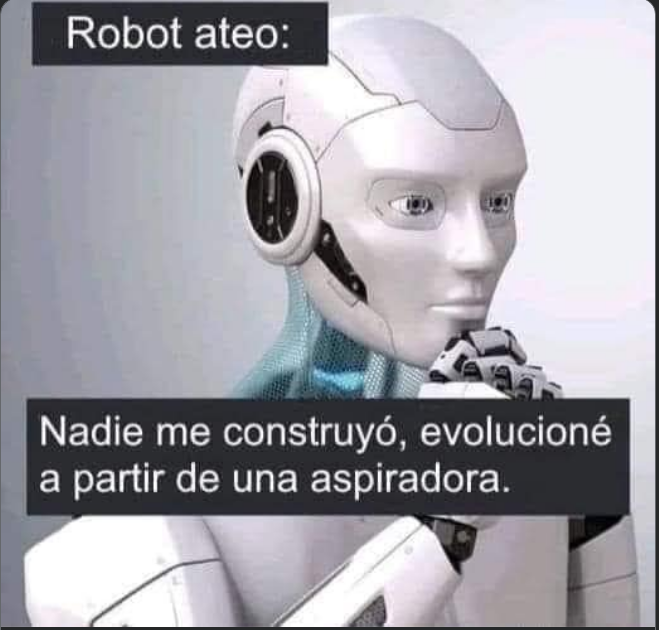 Robot ateo:
Nadie me construyó, evolucioné
a partir de una aspiradora.